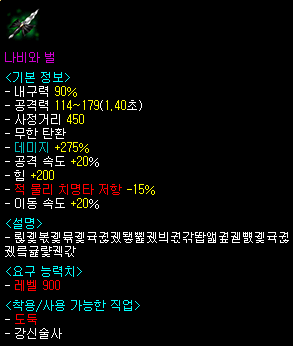 나비와 벌
<기본 정보>
- 내구력 90%
- 공격력 114~179(1,40초)
- 사정거리 450
- 무한 탄환
- 데미지 +275%
- 공격 속도 +20%
- 힘 +200
- 적 물리 치명타 저항 -15%
- 이동 속도 +20%
<설명>
<요구 능력치>
- 레벨 900
<착용/사용 가능한 직업>
- 도둑
- 강신술사